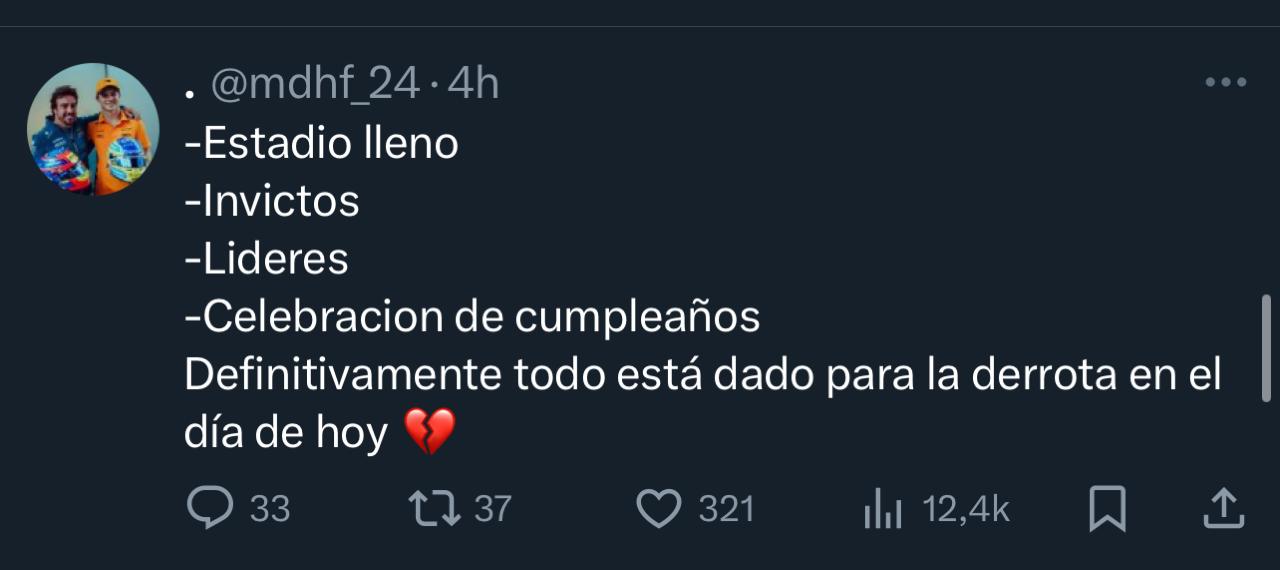 . @mdhf_24 · 4h
-Estadio lleno
-Invictos
-Lideres
-Celebracion de cumpleaños
Definitivamente todo está dado para la derrota en el
día de hoy 💔
33 37 321 12,4k